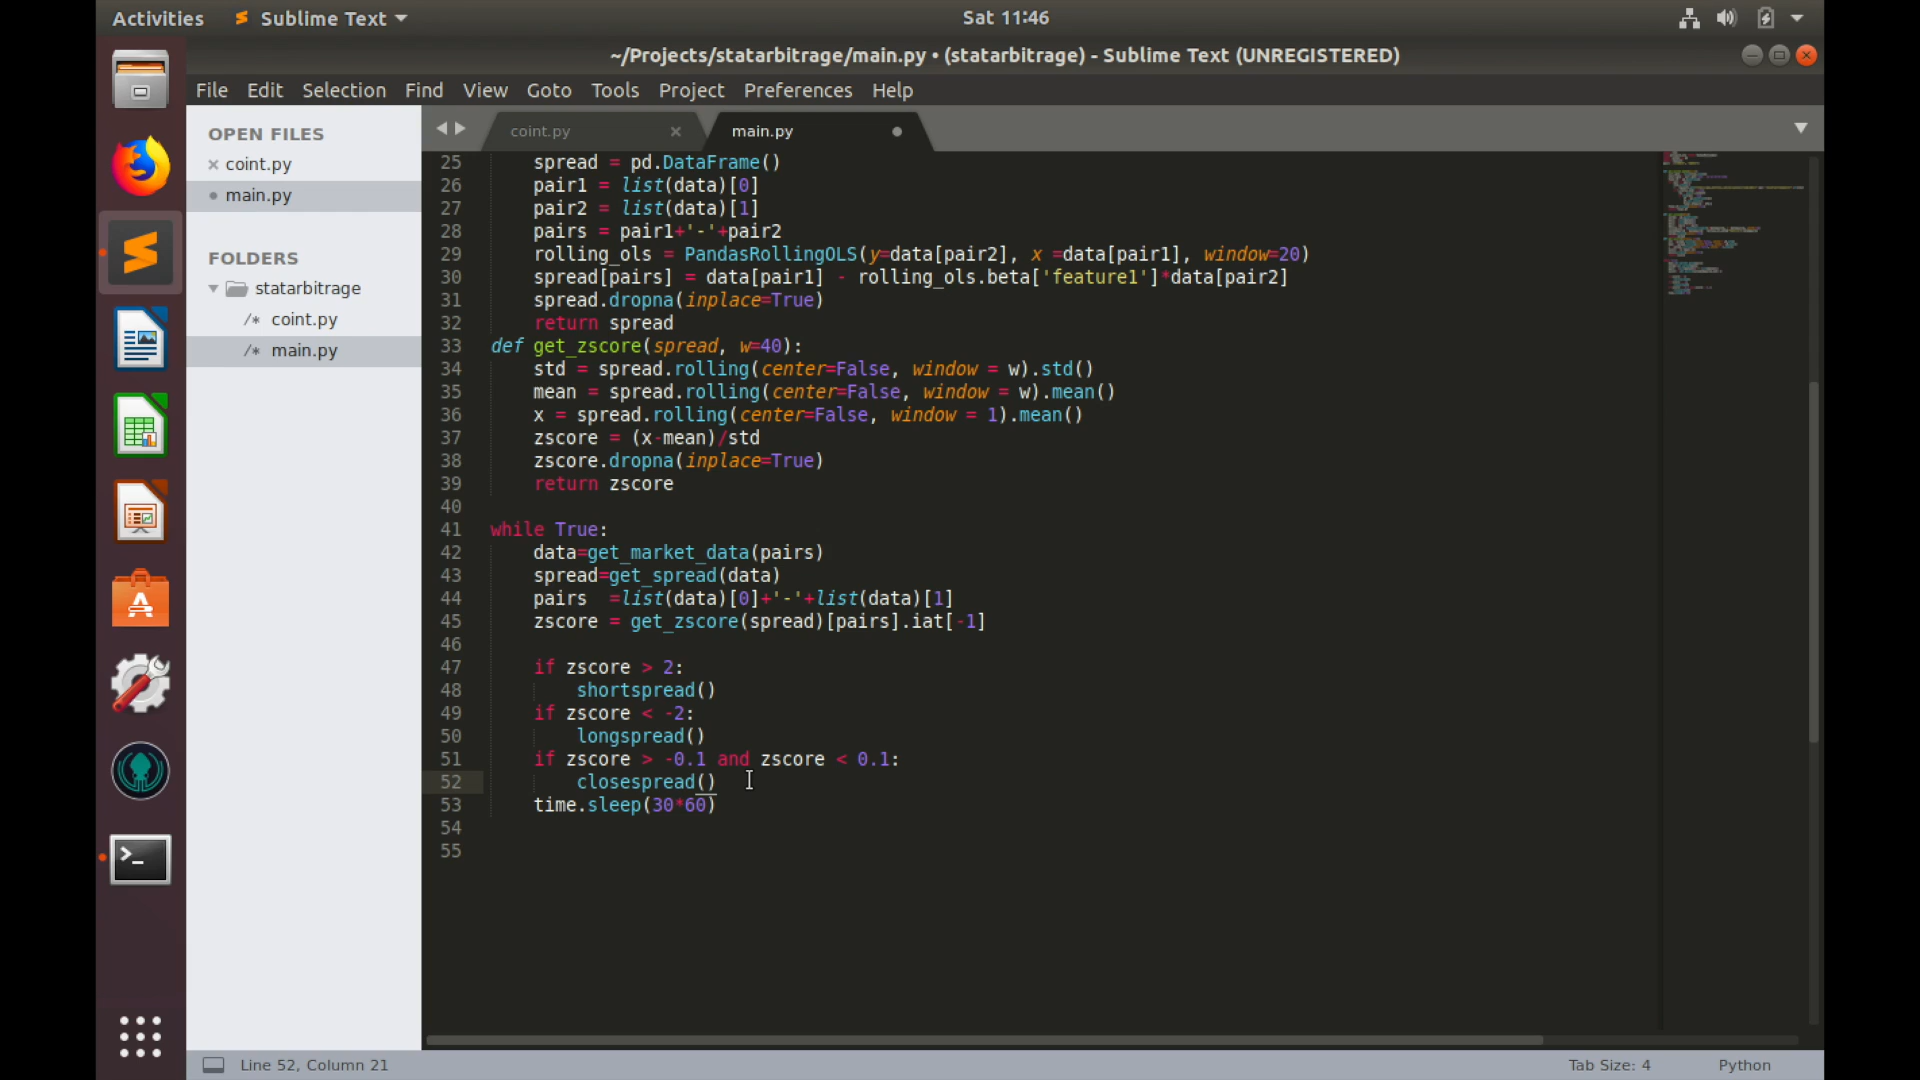 Activities Sublime Text Sat 11:46
~/Projects/statarbitrage/main.py • (statarbitrage) - Sublime Text (UNREGISTERED)
File Edit Selection Find View Goto Tools Project Preferences Help
OPEN FILES
coint.py
main.py
FOLDERS
statarbitrage
/* coint.py
/* main.py
coint.py main.py
25 spread = pd.DataFrame()
26 pair1 = list(data)[0]
27 pair2 = list(data)[1]
28 pairs = pair1+'-'+pair2
29 rolling_ols = PandasRollingOLS(y=data[pair2], x =data[pair1], window=20)
30 spread[pairs] = data[pair1] - rolling_ols.beta['feature1']*data[pair2]
31 spread.dropna(inplace=True)
32 return spread
33 def get_zscore(spread, w=40):
34 std = spread.rolling(center=False, window = w).std()
35 mean = spread.rolling(center=False, window = w).mean()
36 x = spread.rolling(center=False, window = 1).mean()
37 zscore = (x-mean)/std
38 zscore.dropna(inplace=True)
39 return zscore
40
41 while True:
42 data=get_market_data(pairs)
43 spread=get_spread(data)
44 pairs  =list(data)[0]+'-'+list(data)[1]
45 zscore = get_zscore(spread)[pairs].iat[-1]
46
47 if zscore > 2:
48 shortspread()
49 if zscore < -2:
50 longspread()
51 if zscore > -0.1 and zscore < 0.1:
52 closespread()
53 time.sleep(30*60)
54
55
Line 52, Column 21 Tab Size: 4 Python